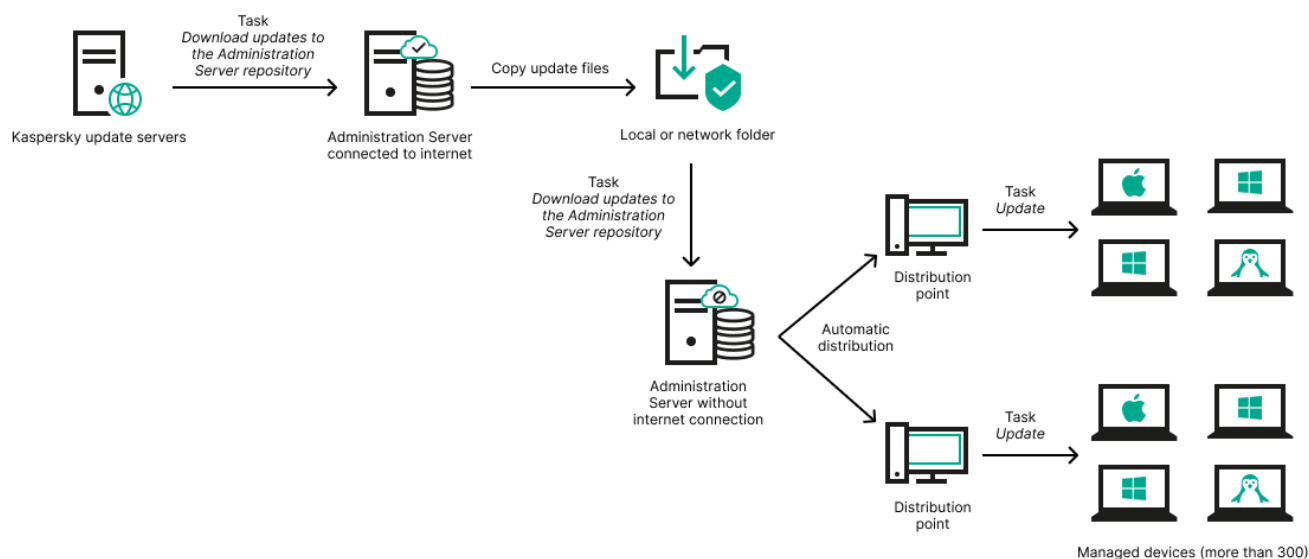 Task
Download updates to
the Administration
Server repository
Kaspersky update servers
Administration Server
connected to internet
Copy update files
Local or network folder
Task
Download updates to
the Administration
Server repository
Administration
Server without
internet connection
Automatic
distribution
Distribution
point
Task
Update
Distribution
point
Task
Update
Managed devices (more than 300)